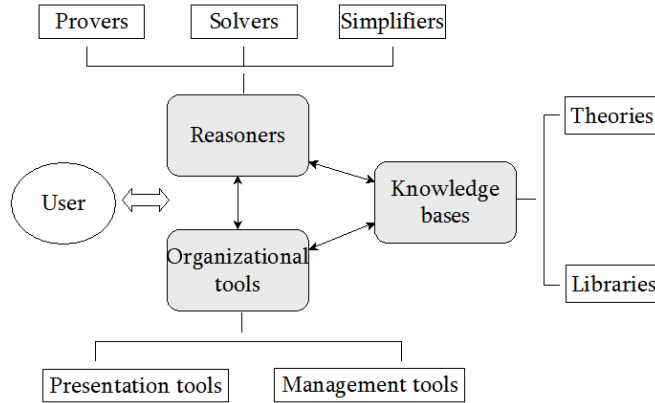 Provers
Solvers
Simplifiers
Reasoners
Theories
User
Knowledge
bases
Organizational
tools
Libraries
Presentation tools
Management tools